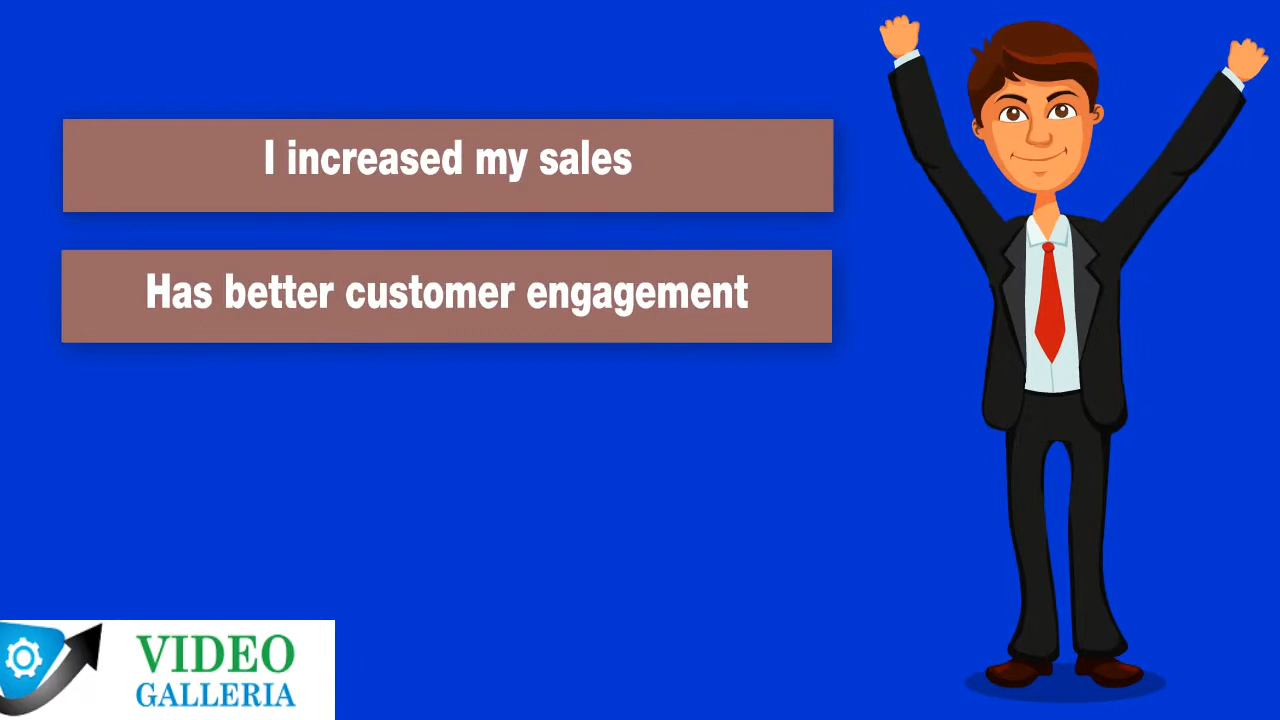 I increased my sales
Has better customer engagement
VIDEO
GALLERIA